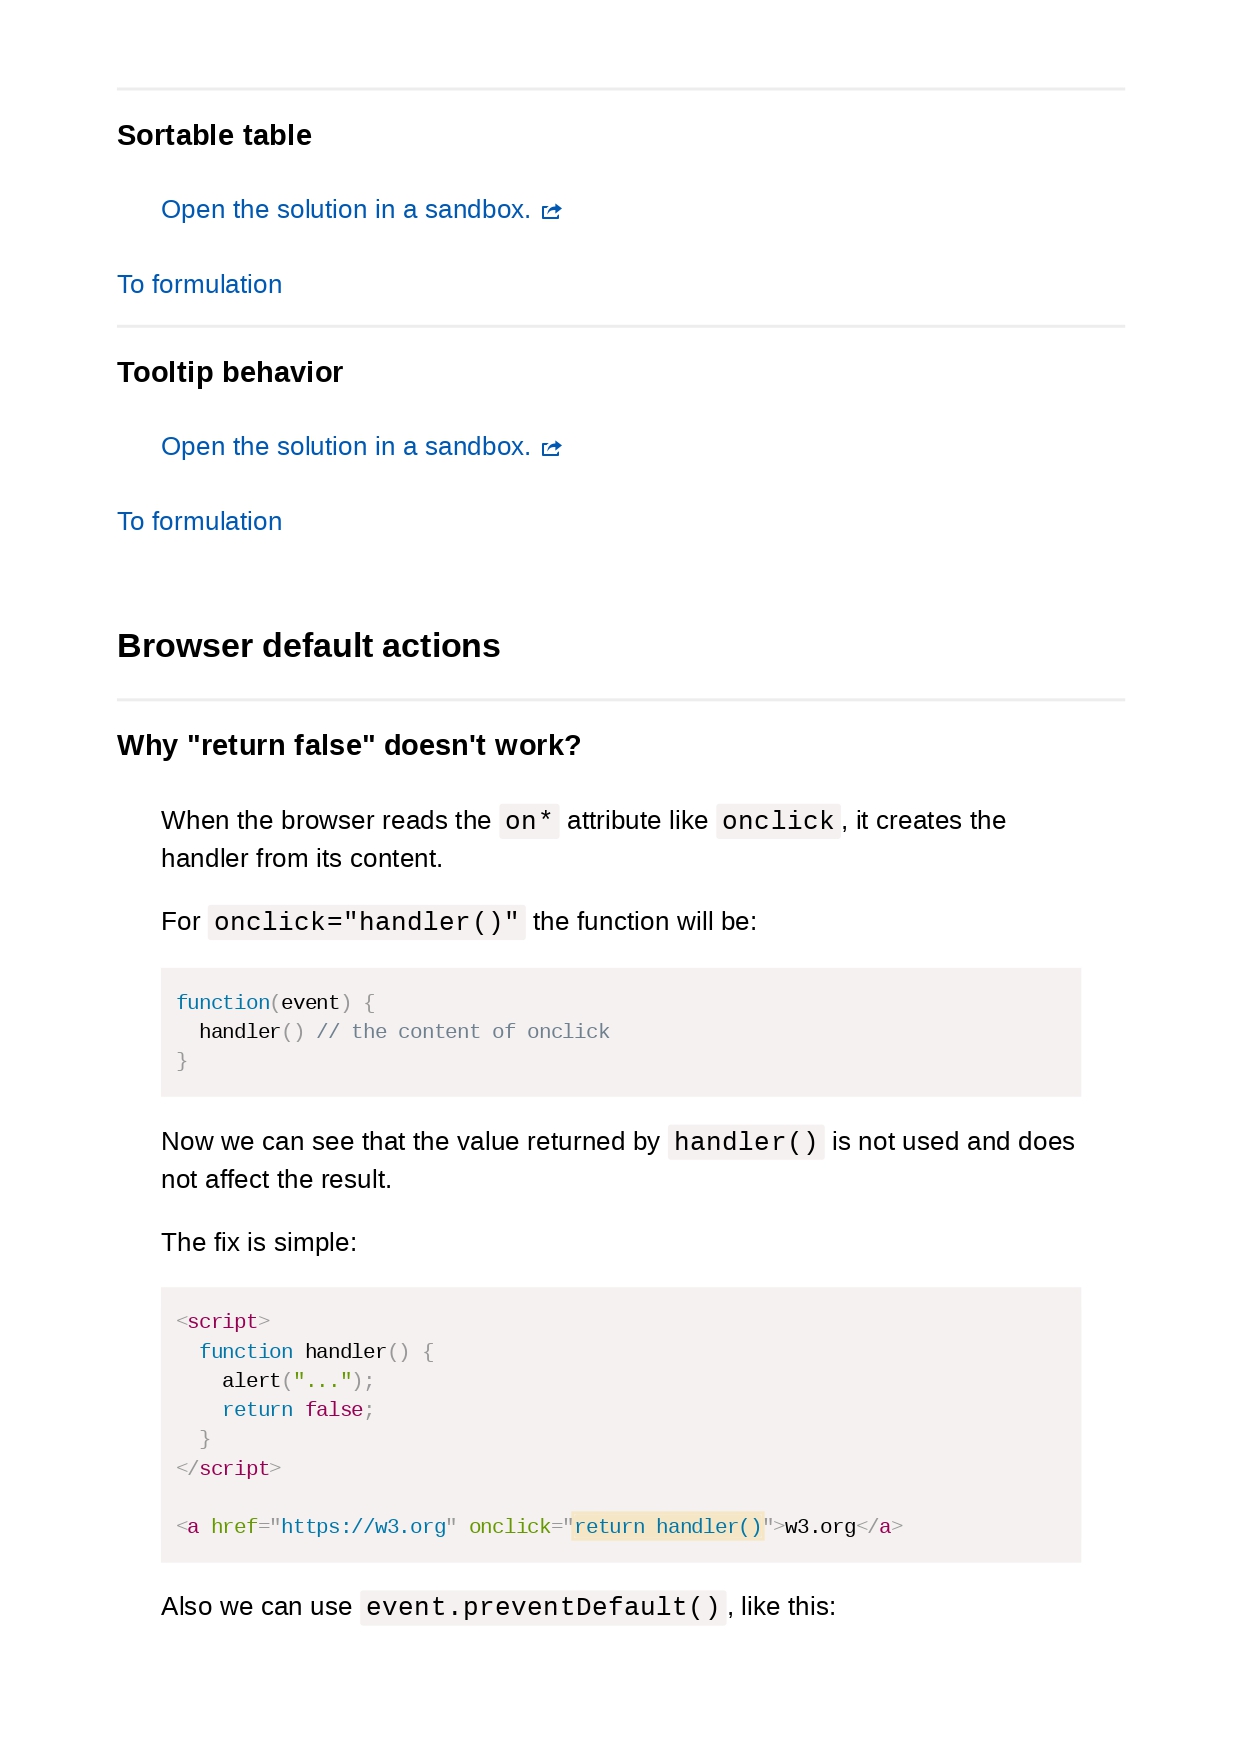 Sortable table
Open the solution in a sandbox.
To formulation
Tooltip behavior
Open the solution in a sandbox.
To formulation
Browser default actions
Why "return false" doesn't work?
When the browser reads the on* attribute like onclick, it creates the
handler from its content.
For onclick="handler()" the function will be:
function(event) {
  handler() // the content of onclick
}
Now we can see that the value returned by handler() is not used and does
not affect the result.
The fix is simple:
<script>
  function handler() {
    alert("...");
    return false;
  }
</script>
<a href="https://w3.org" onclick="return handler()">w3.org</a>
Also we can use event.preventDefault(), like this: